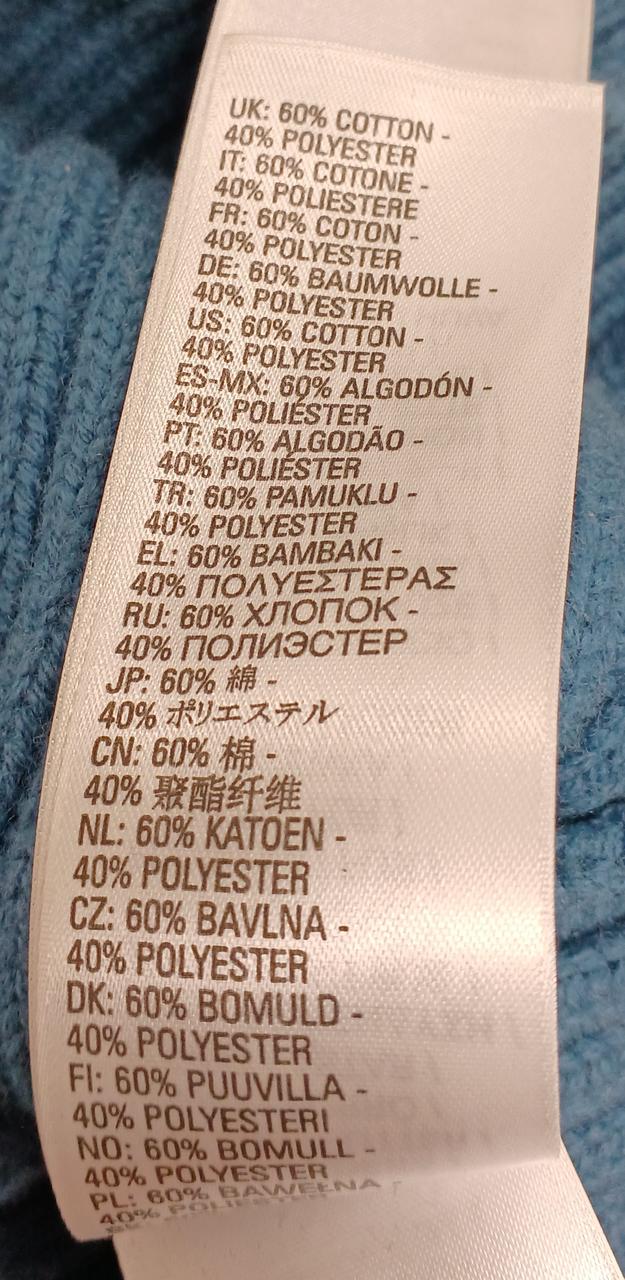 UK: 60% COTTON -
40% POLYESTER
IT: 60% COTONE -
40% POLIESTERE
FR: 60% COTON -
40% POLYESTER
DE: 60% BAUMWOLLE -
40% POLYESTER
US: 60% COTTON -
40% POLYESTER
ES-MX: 60% ALGODÓN -
40% POLIÉSTER
PT: 60% ALGODÃO -
40% POLIÉSTER
TR: 60% PAMUKLU -
40% POLYESTER
EL: 60% BAMBAKI -
40% ΠΟΛΥΕΣΤΕΡΑΣ
RU: 60% ХЛОПОК -
40% ПОЛИЭСТЕР
JP: 60% 綿 -
40% ポリエステル
CN: 60% 棉 -
40% 聚酯纤维
NL: 60% KATOEN -
40% POLYESTER
CZ: 60% BAVLNA -
40% POLYESTER
DK: 60% BOMULD -
40% POLYESTER
FI: 60% PUUVILLA -
40% POLYESTERI
NO: 60% BOMULL -
40% POLYESTER
PL: 60% BAWEŁNA -
40% POLIESTER